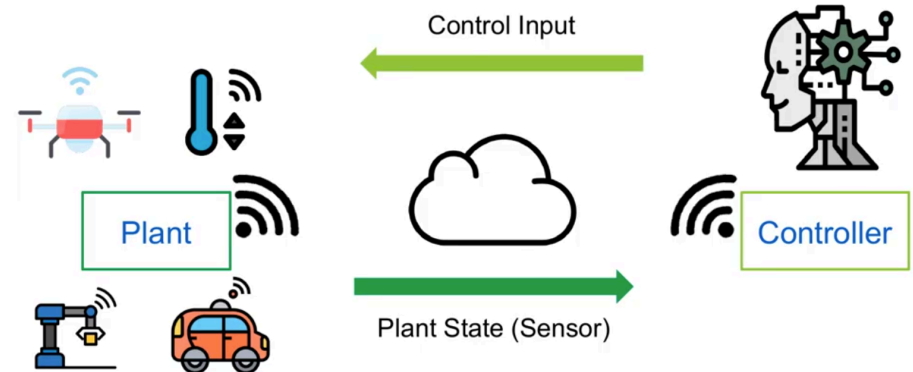 Control Input
Plant
Controller
Plant State (Sensor)